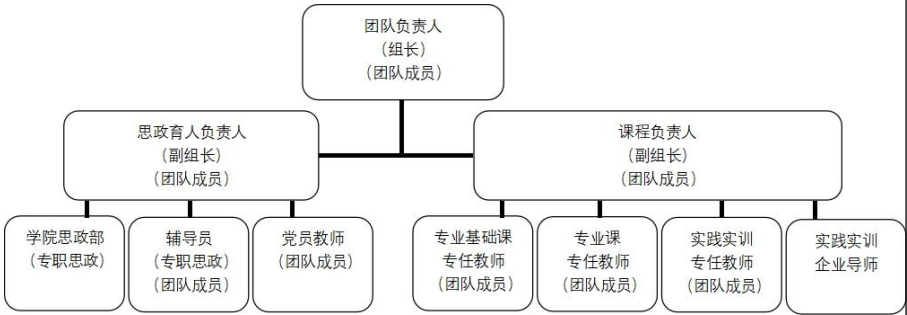 团队负责人
（组长）
（团队成员）
思政育人负责人
（副组长）
（团队成员）
课程负责人
（副组长）
（团队成员）
学院思政部
（专职思政）
辅导员
（专职思政）
（团队成员）
党员教师
（团队成员）
专业基础课
专任教师
（团队成员）
专业课
专任教师
（团队成员）
实践实训
专任教师
（团队成员）
实践实训
企业导师